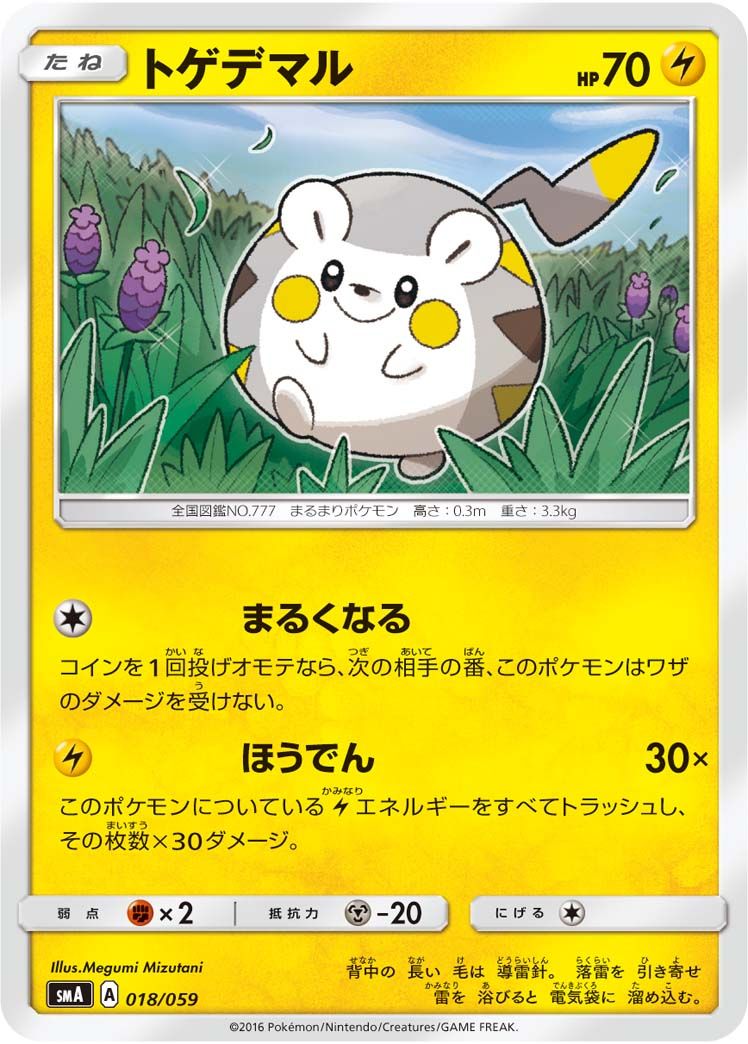 たね トゲデマル HP70
全国図鑑NO.777 まるまりポケモン 高さ:0.3m 重さ:3.3kg
まるくなる
コインを1回投げオモテなら、次の相手の番、このポケモンはワザ
のダメージを受けない。
ほうでん 30×
このポケモンについているエネルギーをすべてトラッシュし、
その枚数×30ダメージ。
弱点 ×2 抵抗力 -20 にげる
Illus.Megumi Mizutani
SMA A 018/059
背中の 長い 毛は 導雷針。 落雷を 引き寄せ
雷を 浴びると 電気袋に 溜め込む。
©2016 Pokémon/Nintendo/Creatures/GAME FREAK.